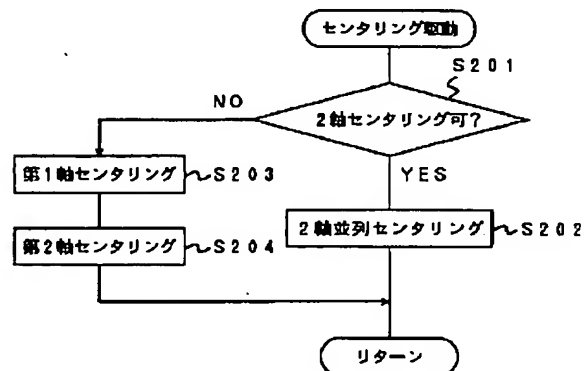 センタリング駆動
S201
2軸センタリング可?
NO
YES
第1軸センタリング
S203
2軸並列センタリング
S202
第2軸センタリング
S204
リターン